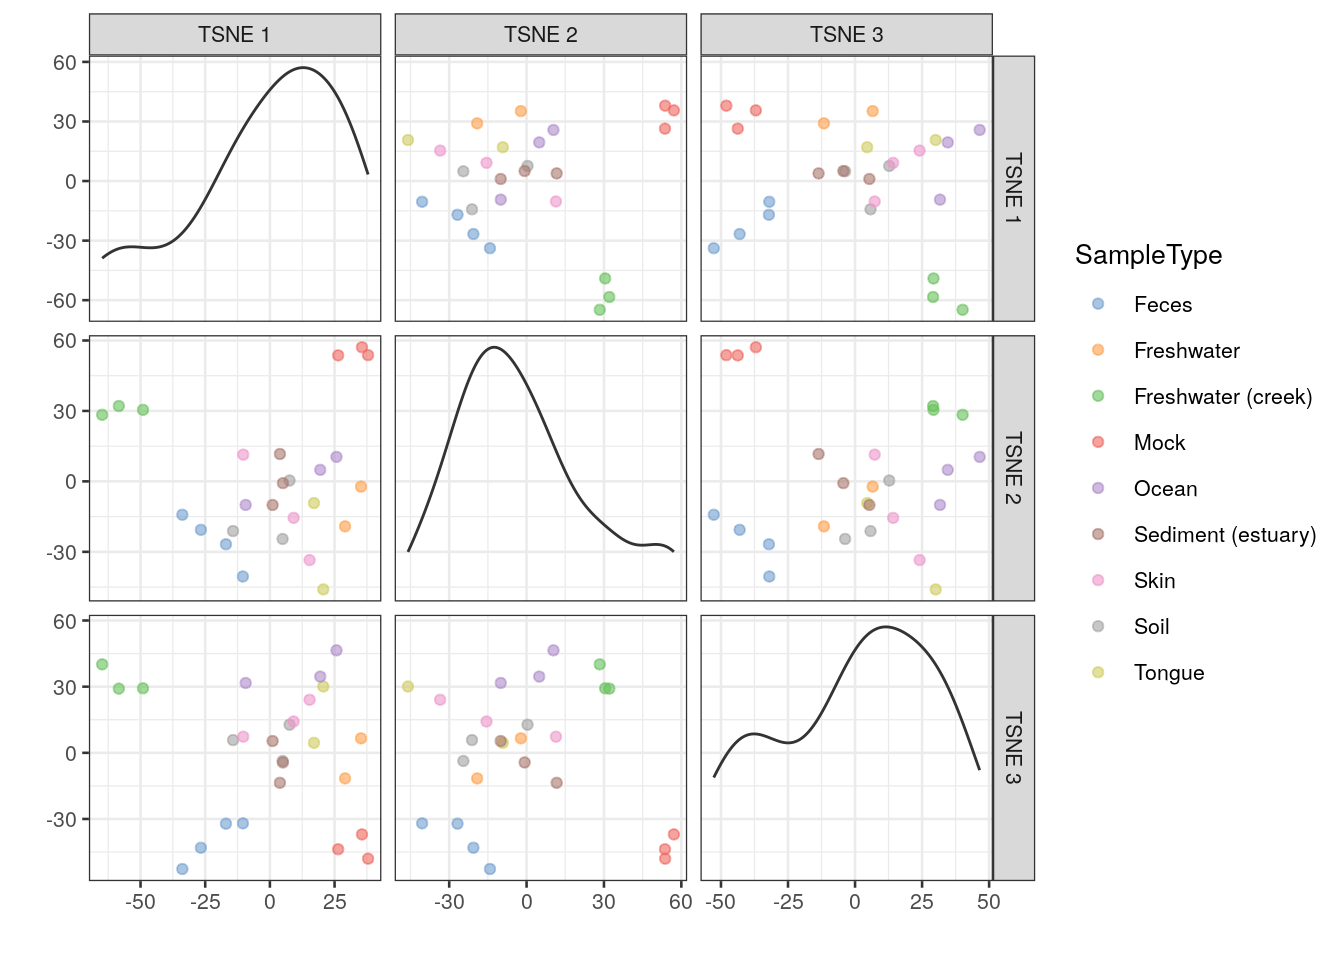 TSNE 1
TSNE 2
TSNE 3
60
30
0
-30
-60
TSNE 1
60
30
0
-30
TSNE 2
60
30
0
-30
TSNE 3
-50
-25
0
25
-30
0
30
60
-50
-25
0
25
50
SampleType
Feces
Freshwater
Freshwater (creek)
Mock
Ocean
Sediment (estuary)
Skin
Soil
Tongue